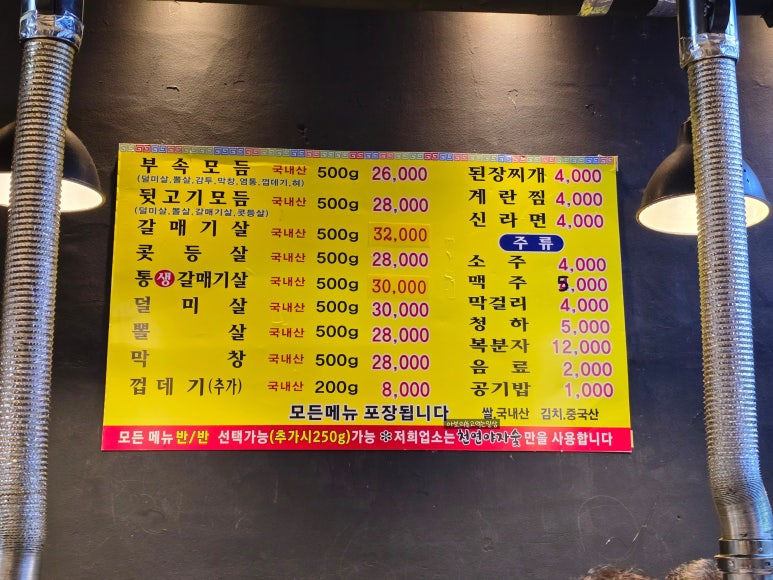 부속모듬 국내산 500g 26,000
(덜미살,뽈살,감투,막창,염통,껍데기,혀)
뒷고기모듬 국내산 500g 28,000
(덜미살,뽈살,갈매기살,콧등살)
갈매기살 국내산 500g 32,000
콧등살 국내산 500g 28,000
통생갈매기살 국내산 500g 30,000
덜미살 국내산 500g 30,000
뽈살 국내산 500g 28,000
막창 국내산 500g 28,000
껍데기(추가) 국내산 200g 8,000
된장찌개 4,000
계란찜 4,000
신라면 4,000
주류
소주 4,000
맥주 5,000
막걸리 4,000
청하 5,000
복분자 12,000
음료 2,000
공기밥 1,000
모든메뉴 포장됩니다
쌀,국내산 김치,중국산
모든 메뉴 반/반 선택가능(추가시250g)가능 ※저희업소는 천연야자숯만을 사용합니다